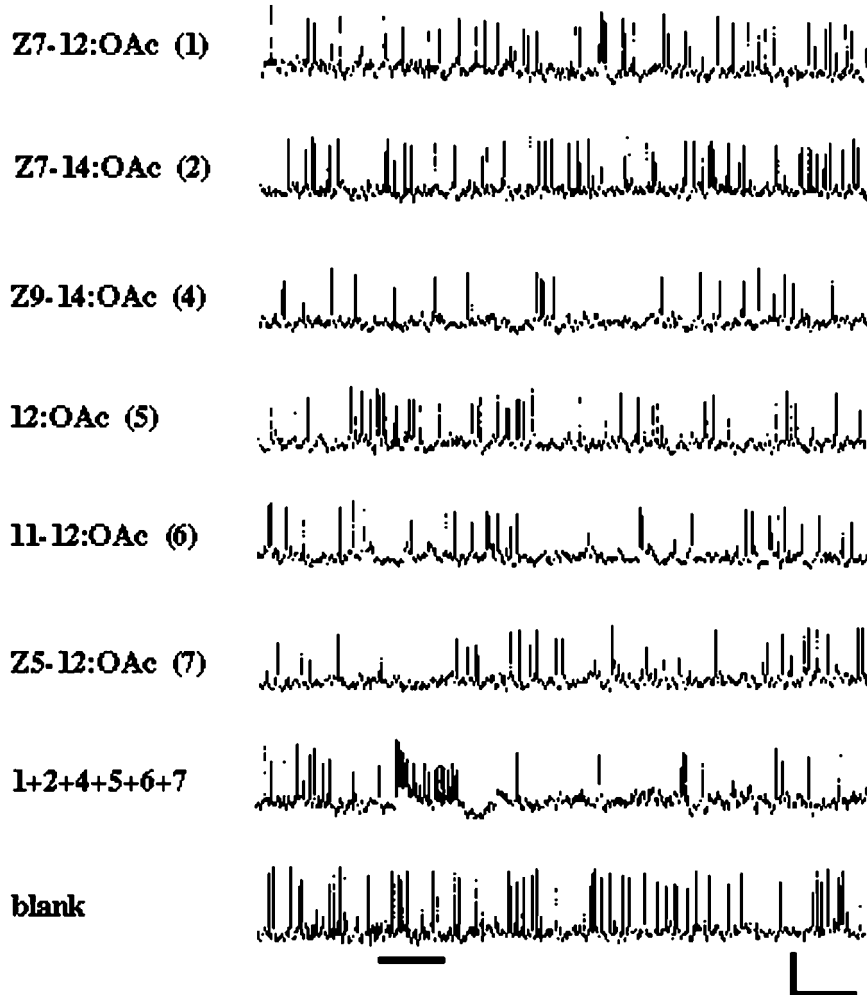 Z7-12:OAc (1)
Z7-14:OAc (2)
Z9-14:OAc (4)
12:OAc (5)
11-12:OAc (6)
Z5-12:OAc (7)
1+2+4+5+6+7
blank